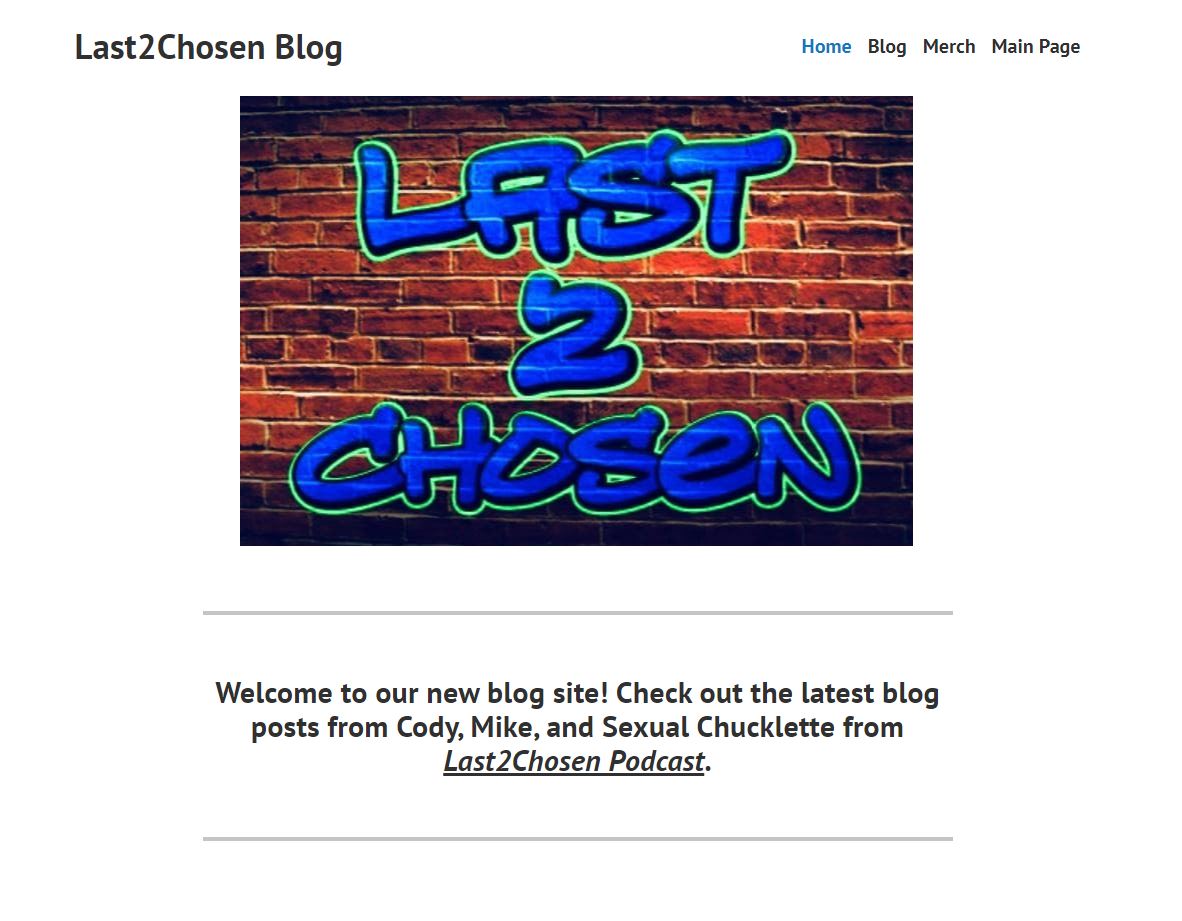 Last2Chosen Blog
Home Blog Merch Main Page
LAST
2
CHOSEN
Welcome to our new blog site! Check out the latest blog
posts from Cody, Mike, and Sexual Chucklette from
Last2Chosen Podcast.